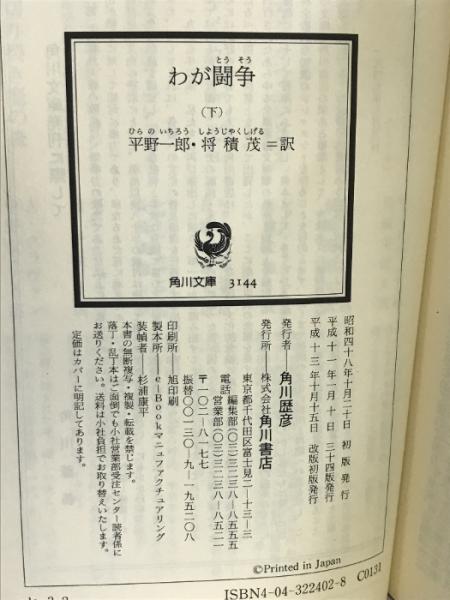 とうそう
わが闘争
(下)
ひらのいちろう しようじやくしげる
平野一郎・将積茂=訳
角川文庫 3144
昭和四十八年十月二十日 初版発行
平成十一年一月十日 三十四版発行
平成十三年十月十五日 改版初版発行
発行者 角川歴彦
発行所 株式会社角川書店
東京都千代田区富士見二—十三—三
電話 編集部(〇三)三二三八—八五五五
営業部(〇三)三二三八—八五二一
〒一〇二—八一七七
振替〇〇一三〇—九—一九五二〇八
印刷所 旭印刷
製本所 e‐Bookマニュファクチュアリング
装幀者 杉浦康平
本書の無断複写・複製・転載を禁じます。
落丁・乱丁本はご面倒でも小社営業部受注センター読者係に
お送りください。送料は小社負担でお取り替えいたします。
定価はカバーに明記してあります。
©Printed in Japan
ISBN4-04-322402-8 C0131